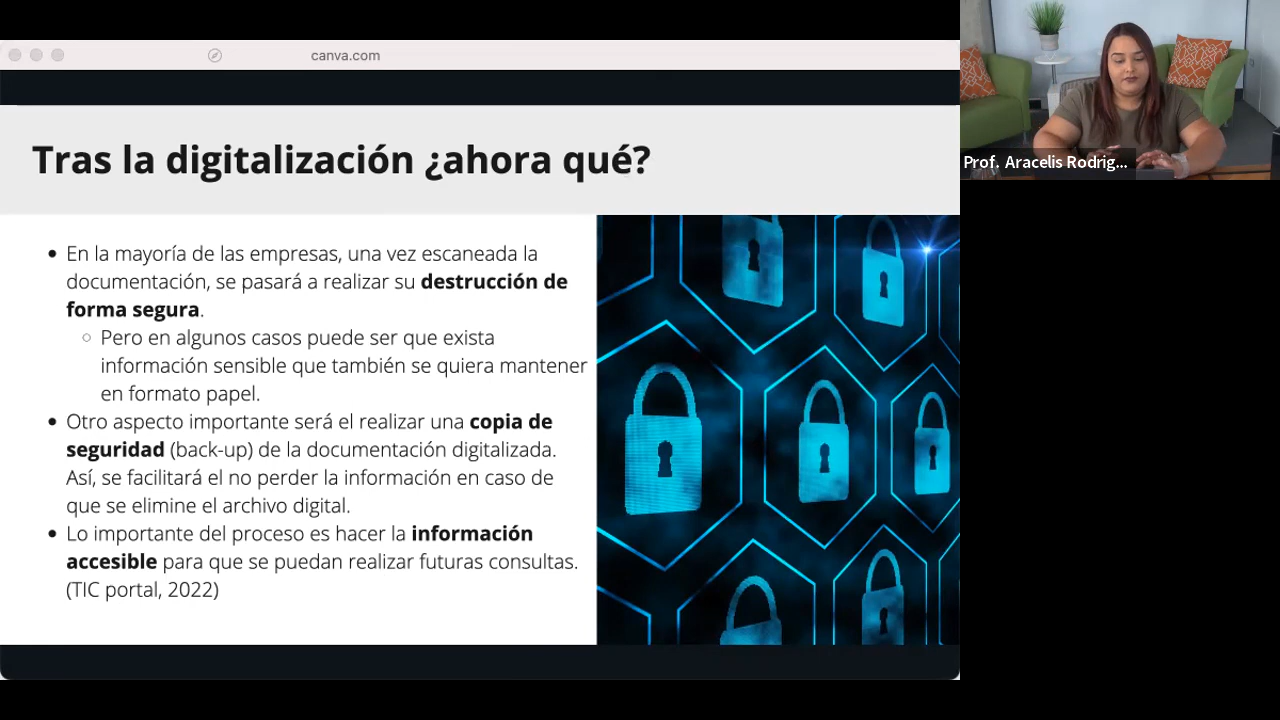 canva.com
Tras la digitalización ¿ahora qué?
En la mayoría de las empresas, una vez escaneada la
documentación, se pasará a realizar su destrucción de
forma segura.
Pero en algunos casos puede ser que exista
información sensible que también se quiera mantener
en formato papel.
Otro aspecto importante será el realizar una copia de
seguridad (back-up) de la documentación digitalizada.
Así, se facilitará el no perder la información en caso de
que se elimine el archivo digital.
Lo importante del proceso es hacer la información
accesible para que se puedan realizar futuras consultas.
(TIC portal, 2022)
Prof. Aracelis Rodrig...